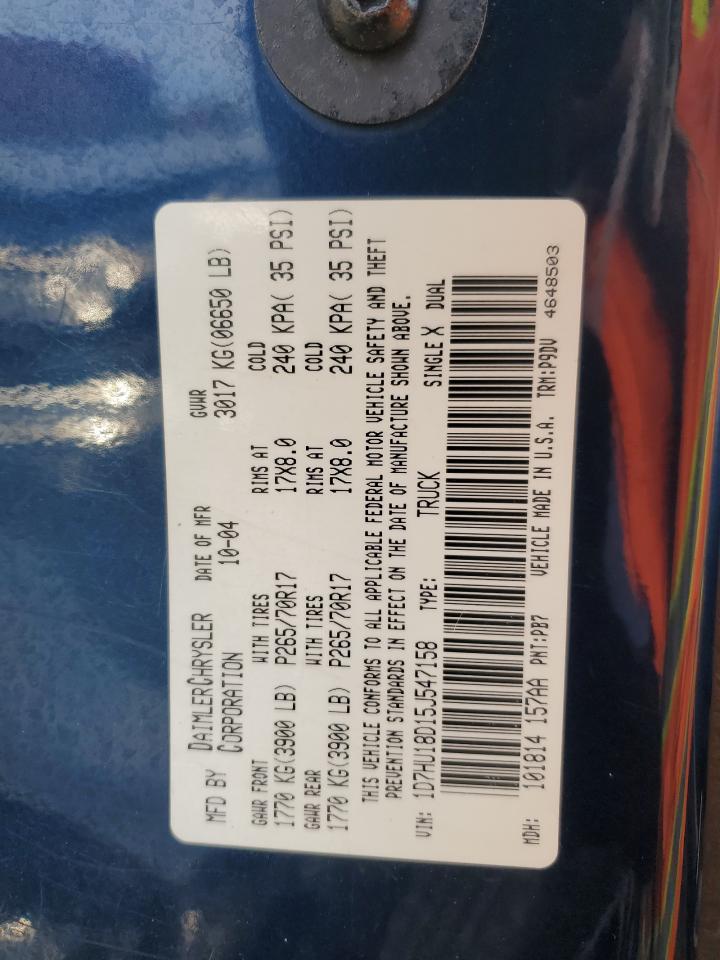 MFD BY DAIMLERCHRYSLER CORPORATION DATE OF MFR 10-04 GVWR 3017 KG(06650 LB)
GAWR FRONT WITH TIRES RIMS AT COLD
1770 KG(3900 LB) P265/70R17 17X8.0 240 KPA( 35 PSI)
GAWR REAR WITH TIRES RIMS AT COLD
1770 KG(3900 LB) P265/70R17 17X8.0 240 KPA( 35 PSI)
THIS VEHICLE CONFORMS TO ALL APPLICABLE FEDERAL MOTOR VEHICLE SAFETY AND THEFT
PREVENTION STANDARDS IN EFFECT ON THE DATE OF MANUFACTURE SHOWN ABOVE.
VIN: 1D7HU18D15J547158 TYPE: TRUCK SINGLE X DUAL
MDH: 101814 157AA PNT:PB7 VEHICLE MADE IN U.S.A. TRM:P9DV 4648503